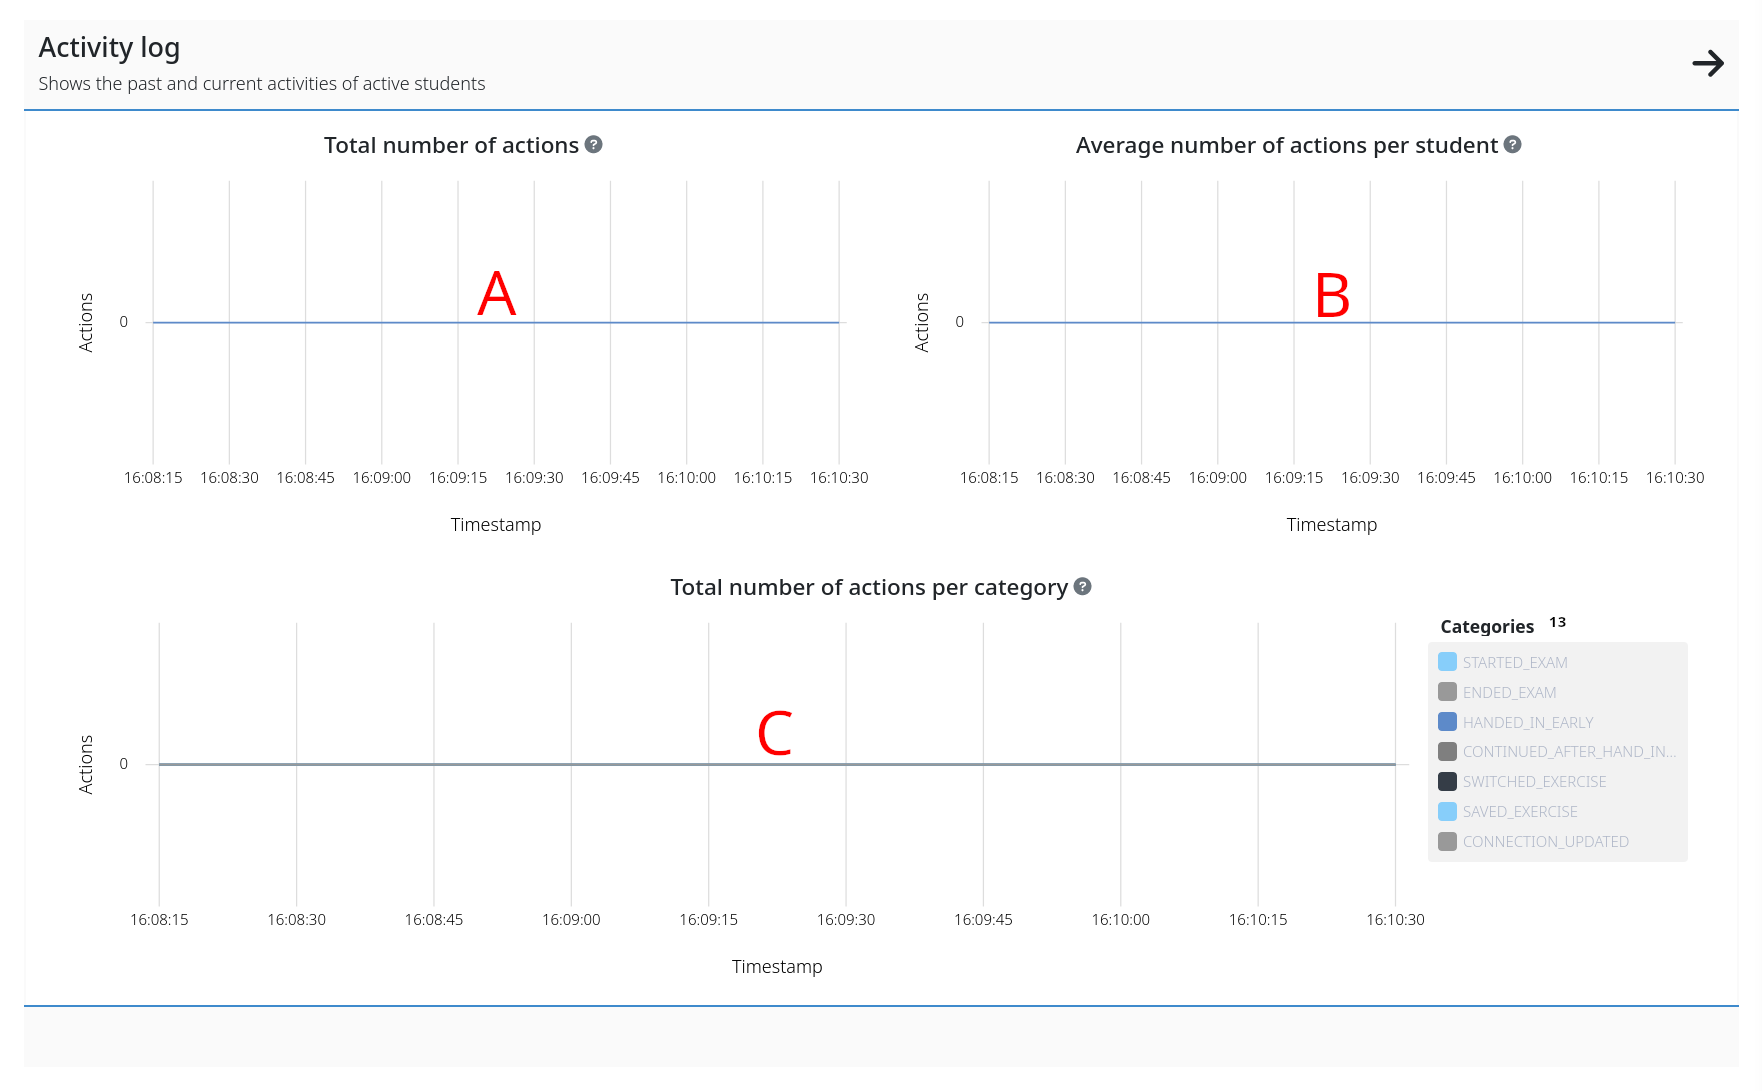 Activity log
Shows the past and current activities of active students
Total number of actions ?
Actions
0
A
16:08:15 16:08:30 16:08:45 16:09:00 16:09:15 16:09:30 16:09:45 16:10:00 16:10:15 16:10:30
Timestamp
Average number of actions per student ?
Actions
0
B
16:08:15 16:08:30 16:08:45 16:09:00 16:09:15 16:09:30 16:09:45 16:10:00 16:10:15 16:10:30
Timestamp
Total number of actions per category ?
Actions
0
C
16:08:15 16:08:30 16:08:45 16:09:00 16:09:15 16:09:30 16:09:45 16:10:00 16:10:15 16:10:30
Timestamp
Categories 13
STARTED_EXAM
ENDED_EXAM
HANDED_IN_EARLY
CONTINUED_AFTER_HAND_IN...
SWITCHED_EXERCISE
SAVED_EXERCISE
CONNECTION_UPDATED